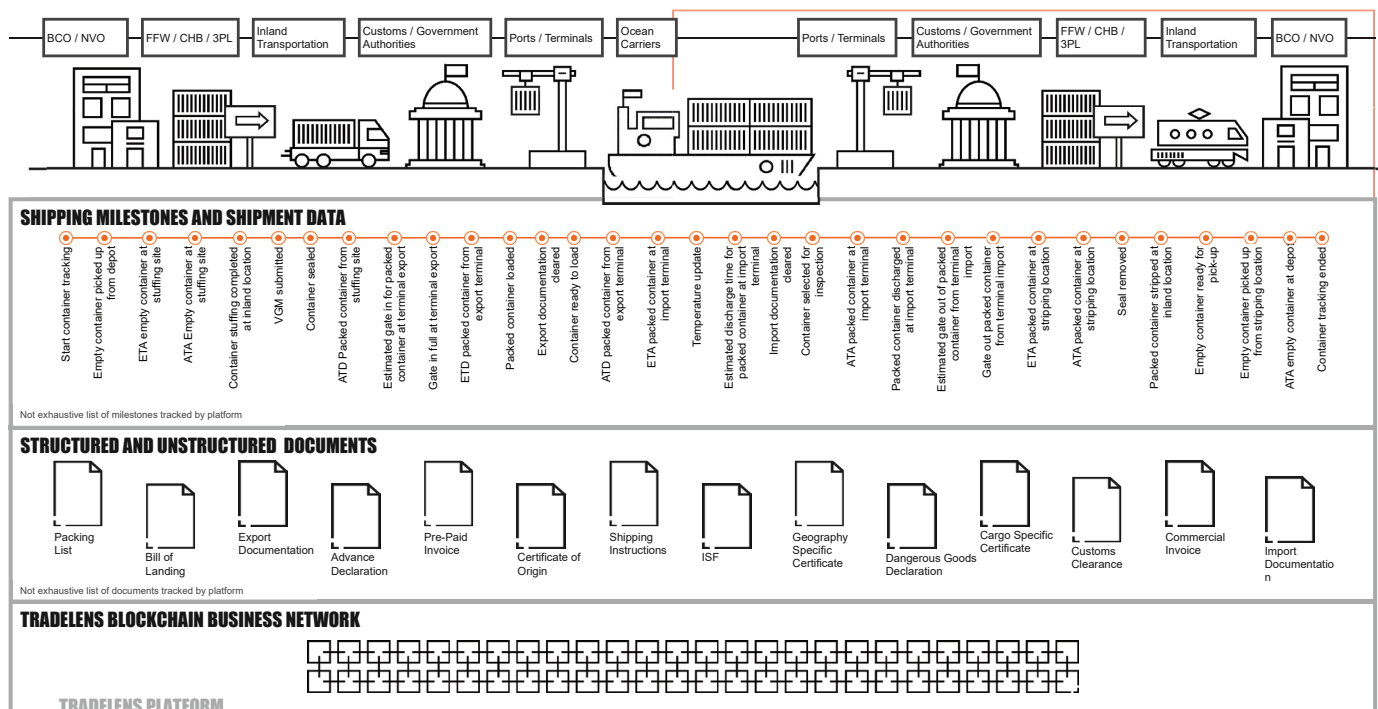 BCO / NVO
FFW / CHB / 3PL
Inland
Transportation
Customs / Government
Authorities
Ports / Terminals
Ocean
Carriers
Ports / Terminals
Customs / Government
Authorities
FFW / CHB /
3PL
Inland
Transportation
BCO / NVO
SHIPPING MILESTONES AND SHIPMENT DATA
Start container tracking
Empty container picked up
from depot
ETA empty container at
stuffing site
ATA Empty container at
stuffing site
Container stuffing completed
at inland location
VGM submitted
Container sealed
ATD Packed container from
stuffing site
Estimated gate in for packed
container at terminal export
Gate in full at terminal export
ETD packed container from
export terminal
Packed container loaded
Export documentation
cleared
Container ready to load
ATD packed container from
export terminal
ETA packed container at
import terminal
Temperature update
Estimated discharge time for
packed container at import
terminal
Import documentation
cleared
Container selected for
inspection
ATA packed container at
import terminal
Packed container discharged
at import terminal
Estimated gate out of packed
container from terminal
import
Gate out packed container
from terminal import
ETA packed container at
stripping location
ATA packed container at
stripping location
Seal removed
Packed container stripped at
inland location
Empty container ready for
pick-up
Empty container picked up
from stripping location
ATA empty container at depot
Container tracking ended
Not exhaustive list of milestones tracked by platform
STRUCTURED AND UNSTRUCTURED DOCUMENTS
Packing
List
Bill of
Landing
Export
Documentation
Advance
Declaration
Pre-Paid
Invoice
Certificate of
Origin
Shipping
Instructions
ISF
Geography
Specific
Certificate
Dangerous Goods
Declaration
Cargo Specific
Certificate
Customs
Clearance
Commercial
Invoice
Import
Documentatio
n
Not exhaustive list of documents tracked by platform
TRADELENS BLOCKCHAIN BUSINESS NETWORK
TRADELENS PLATFORM